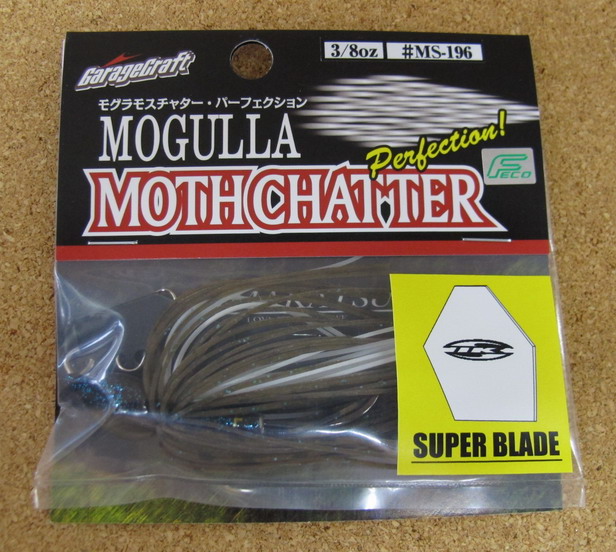 GarageCraft
3/8oz
#MS-196
モグラモスチャター・パーフェクション
MOGULLA
Perfection!
MOTH CHATTER
FECO
SUPER BLADE